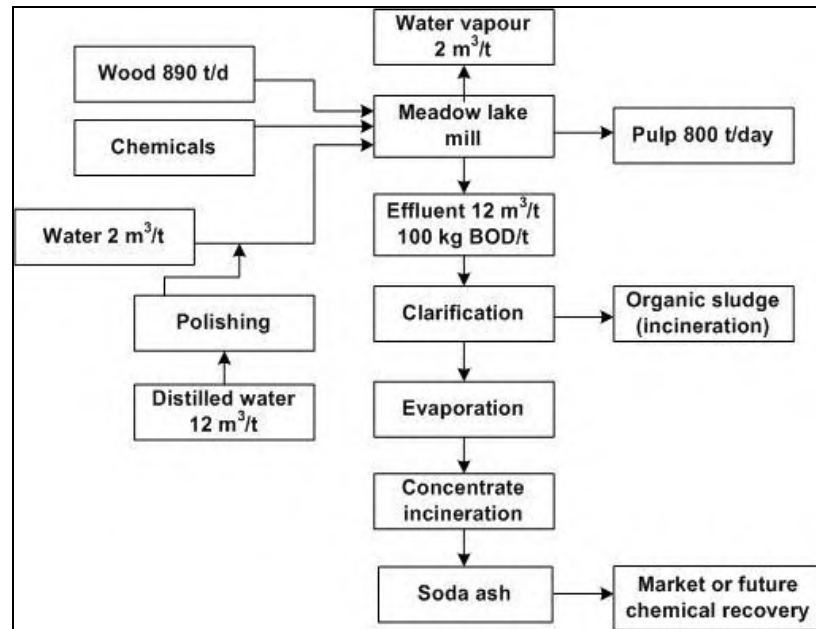 Water vapour
2 m³/t
Wood 890 t/d
Meadow lake
mill
Chemicals
Pulp 800 t/day
Water 2 m³/t
Effluent 12 m³/t
100 kg BOD/t
Polishing
Clarification
Organic sludge
(incineration)
Distilled water
12 m³/t
Evaporation
Concentrate
incineration
Soda ash
Market or future
chemical recovery